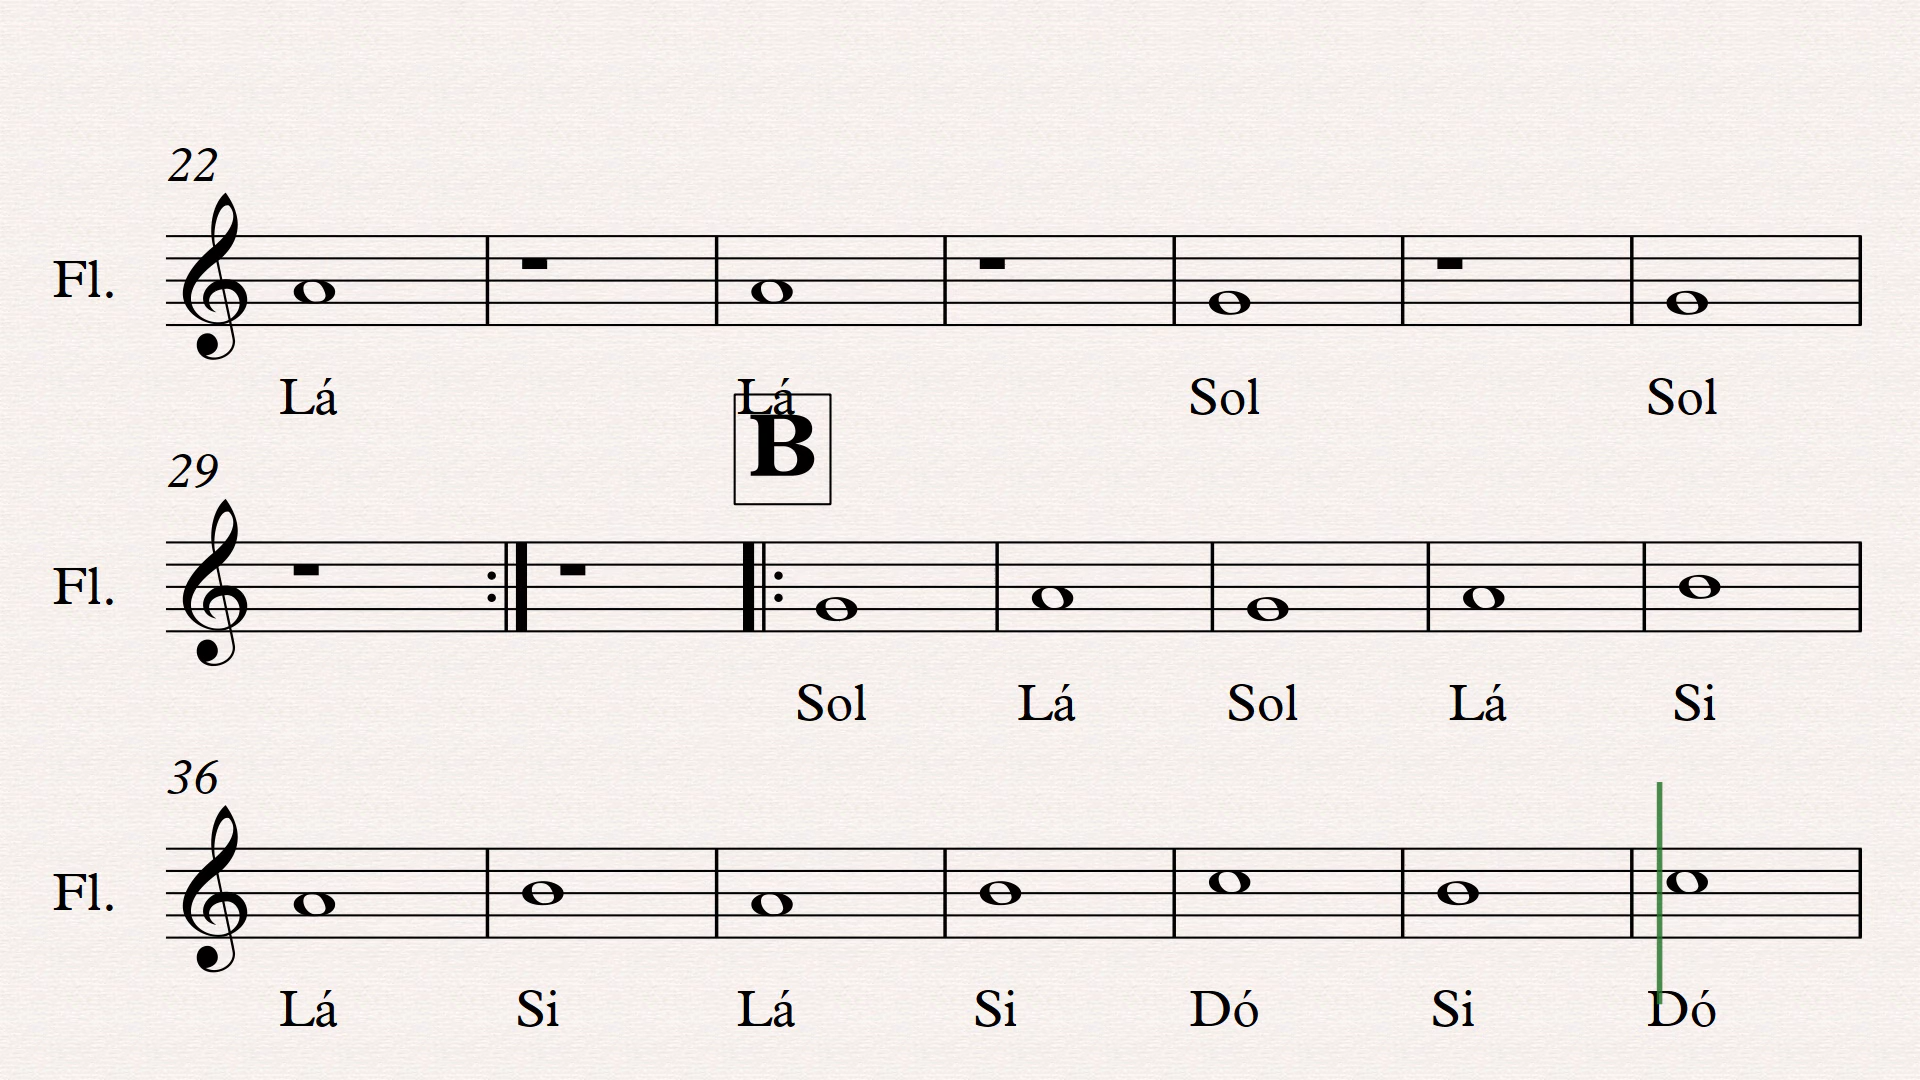 22
Fl.
Lá Lá Sol Sol
B
29
Fl.
Sol Lá Sol Lá Si
36
Fl.
Lá Si Lá Si Dó Si Dó